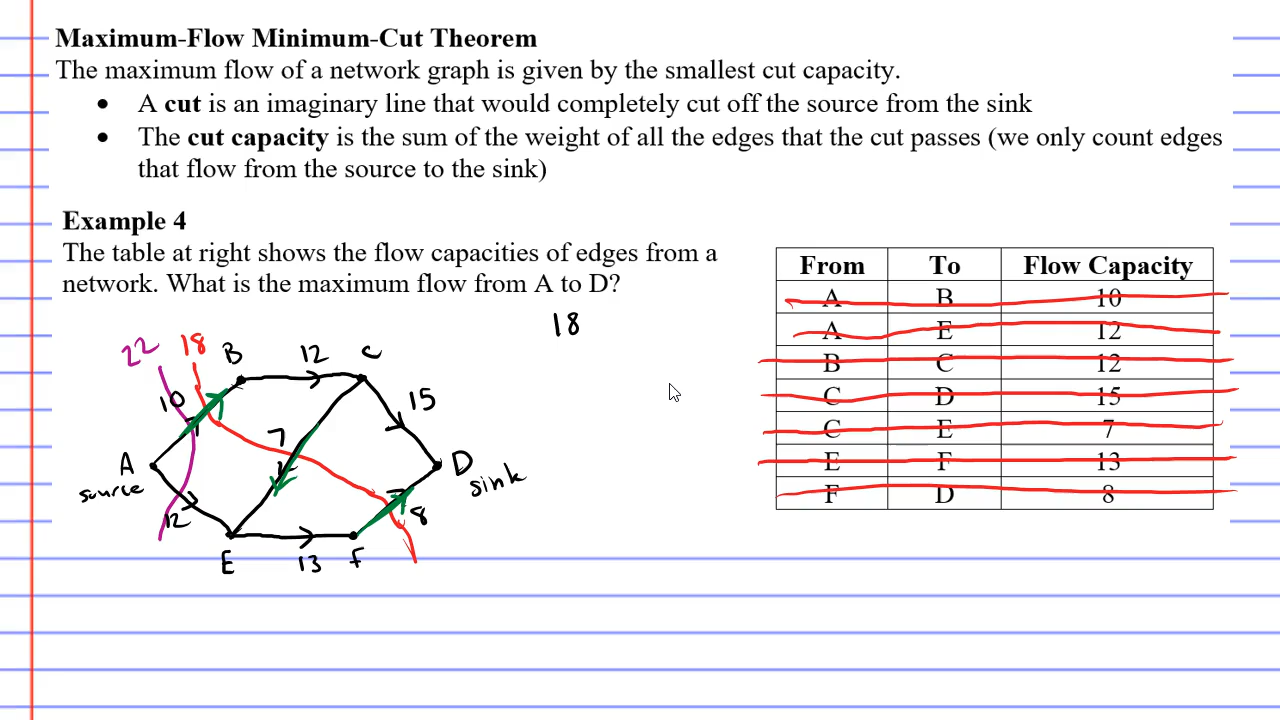 Maximum-Flow Minimum-Cut Theorem
The maximum flow of a network graph is given by the smallest cut capacity.
• A cut is an imaginary line that would completely cut off the source from the sink
• The cut capacity is the sum of the weight of all the edges that the cut passes (we only count edges
that flow from the source to the sink)
Example 4
The table at right shows the flow capacities of edges from a
network. What is the maximum flow from A to D?
18
From To Flow Capacity
A B 10
A E 12
B C 12
C D 15
C E 7
E F 13
F D 8
22 18 B 12 C
10 15
7
A D
source sink
12 8
E 13 F